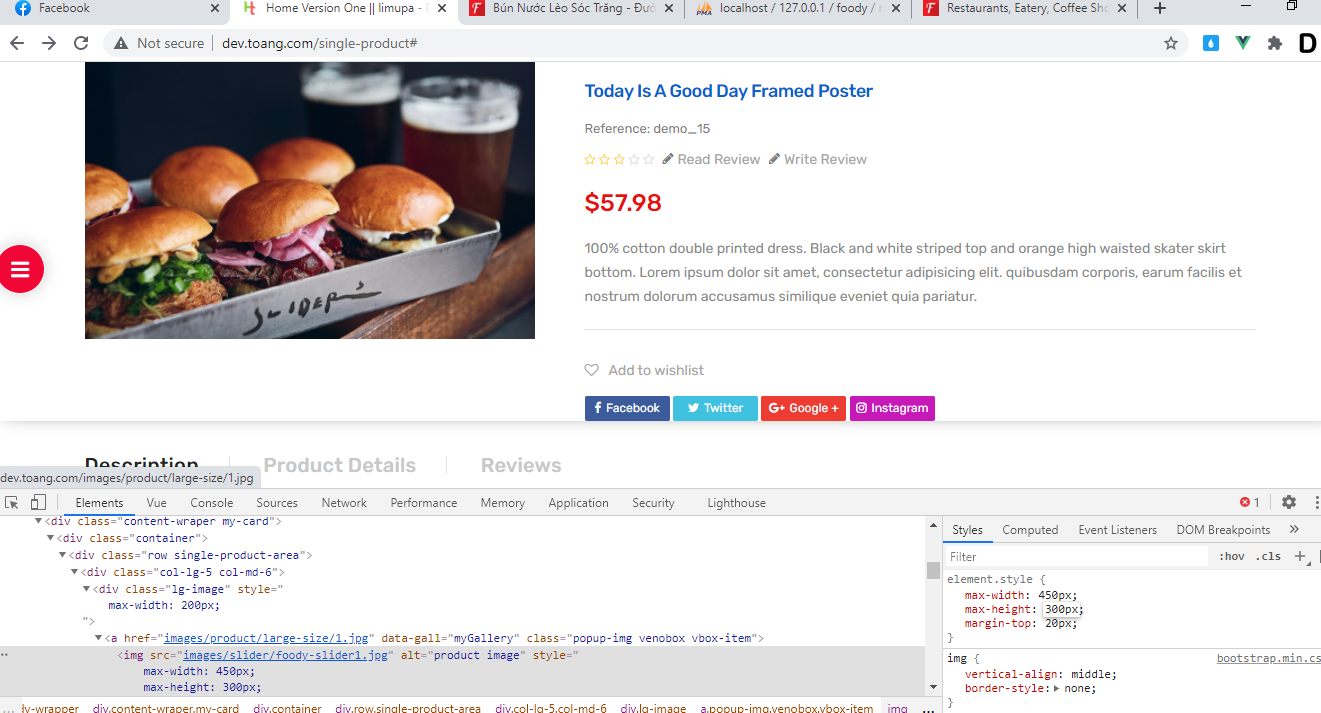 Facebook
Home Version One || limupa -
Bún Nước Lèo Sóc Trăng - Đườ
localhost / 127.0.0.1 / foody /
Restaurants, Eatery, Coffee Sh
Not secure | dev.toang.com/single-product#
Today Is A Good Day Framed Poster
Reference: demo_15
Read Review Write Review
$57.98
100% cotton double printed dress. Black and white striped top and orange high waisted skater skirt
bottom. Lorem ipsum dolor sit amet, consectetur adipisicing elit. quibusdam corporis, earum facilis et
nostrum dolorum accusamus similique eveniet quia pariatur.
SLIDER
Add to wishlist
Facebook Twitter Google + Instagram
Description Product Details Reviews
dev.toang.com/images/product/large-size/1.jpg
Elements Vue Console Sources Network Performance Memory Application Security Lighthouse 1
<div class="content-wraper my-card">
<div class="container">
<div class="row single-product-area">
<div class="col-lg-5 col-md-6">
<div class="lg-image" style="
max-width: 200px;
">
<a href="images/product/large-size/1.jpg" data-gall="myGallery" class="popup-img venobox vbox-item">
<img src="images/slider/foody-slider1.jpg" alt="product image" style="
max-width: 450px;
max-height: 300px;
... dy-wrapper div.content-wraper.my-card div.container div.row.single-product-area div.col-lg-5.col-md-6 div.lg-image a.popup-img.venobox.vbox-item img ...
Styles Computed Event Listeners DOM Breakpoints »
Filter :hov .cls +
element.style {
max-width: 450px;
max-height: 300px;
margin-top: 20px;
}
img { bootstrap.min.cs
vertical-align: middle;
border-style: none;
}